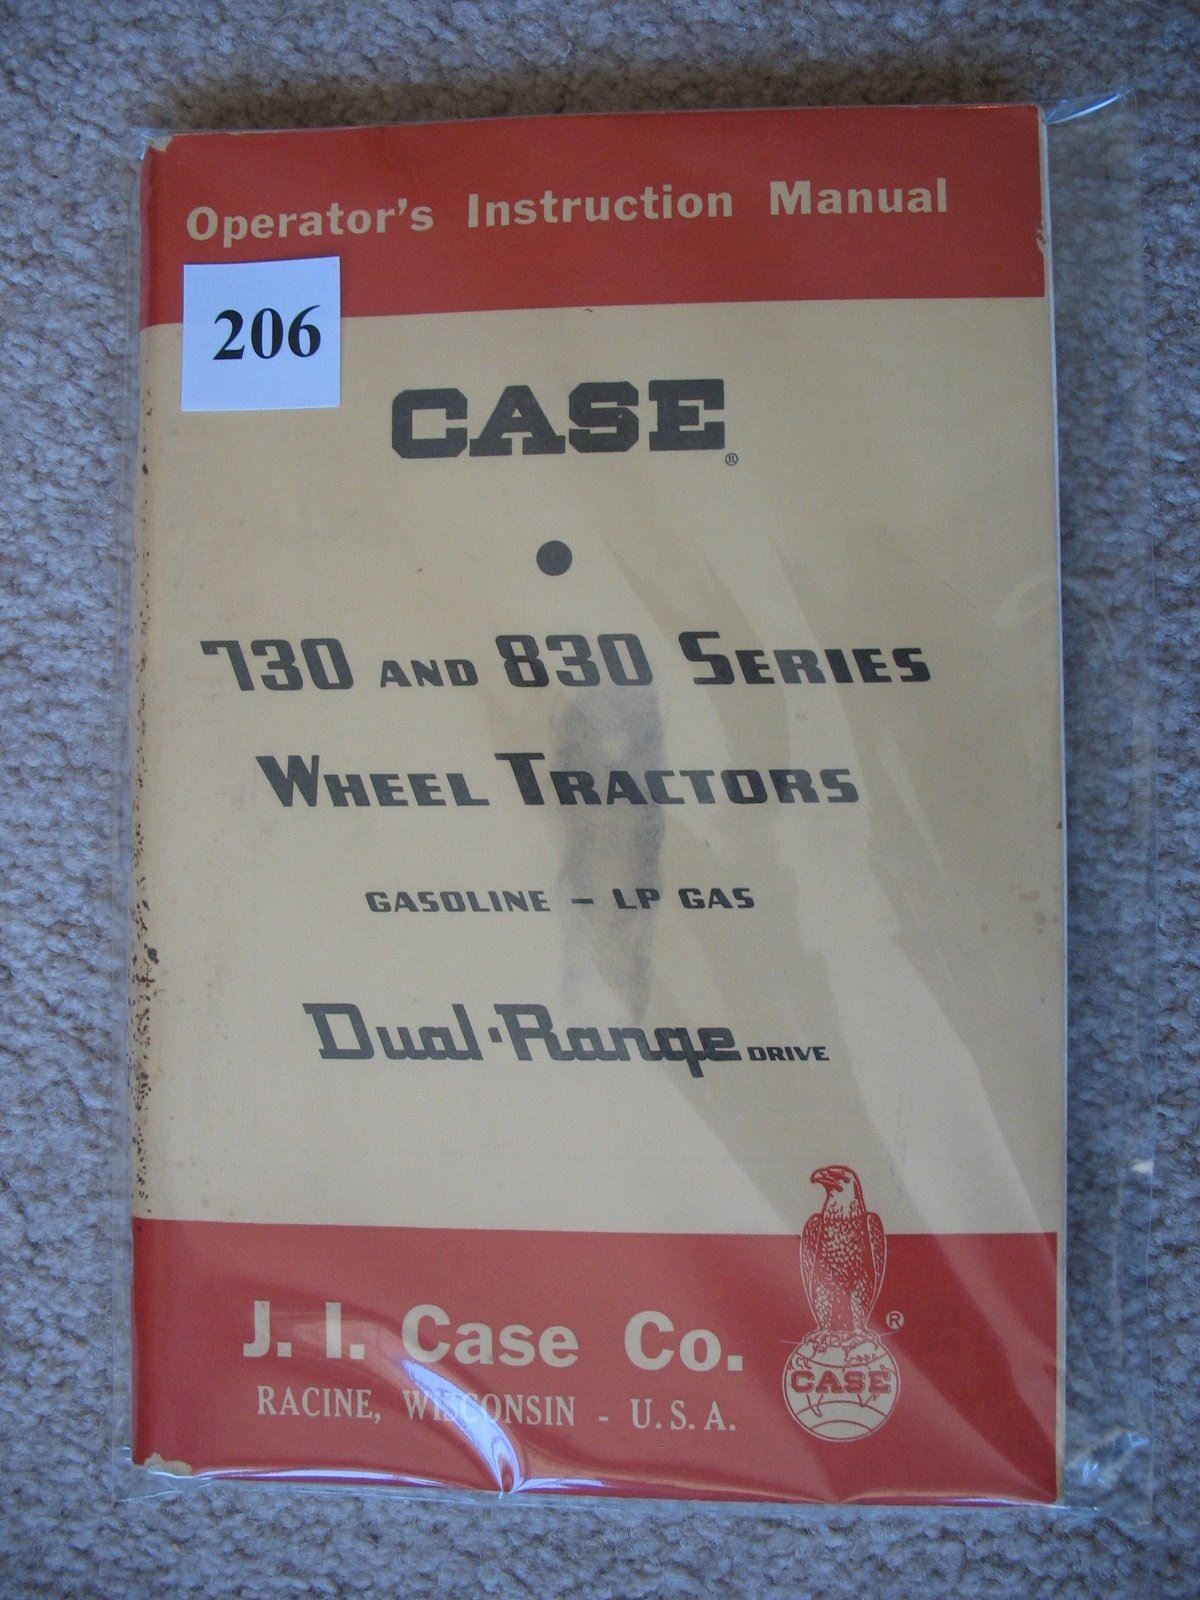 Operator's Instruction Manual
206
CASE
®
730 AND 830 SERIES
WHEEL TRACTORS
GASOLINE – LP GAS
Dual·Range DRIVE
J. I. Case Co.
RACINE, WISCONSIN - U.S.A.
®
CASE